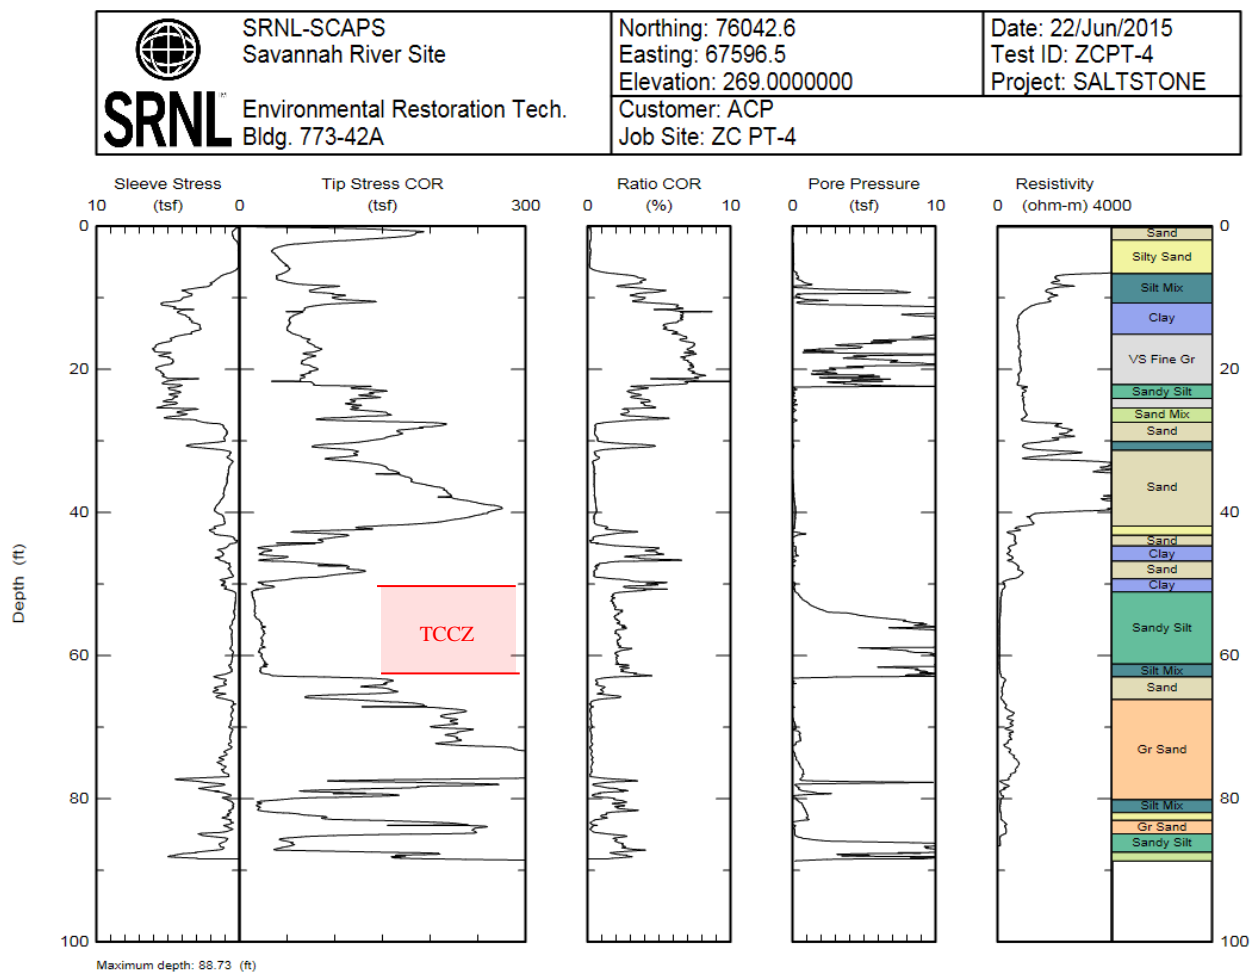 SRNL-SCAPS
Savannah River Site
SRNL
Environmental Restoration Tech.
Bldg. 773-42A
Northing: 76042.6
Easting: 67596.5
Elevation: 269.0000000
Date: 22/Jun/2015
Test ID: ZCPT-4
Project: SALTSTONE
Customer: ACP
Job Site: ZC PT-4
Sleeve Stress
10 (tsf)
Tip Stress COR
0 (tsf) 300
Ratio COR
0 (%) 10
Pore Pressure
0 (tsf) 10
Resistivity
0 (ohm-m) 4000
0
20
40
60
80
100
Depth (ft)
TCCZ
Sand
Silty Sand
Silt Mix
Clay
VS Fine Gr
Sandy Silt
Sand Mix
Sand
Sand
Sand
Clay
Sand
Clay
Sandy Silt
Silt Mix
Sand
Gr Sand
Silt Mix
Gr Sand
Sandy Silt
0
20
40
60
80
100
Maximum depth: 88.73 (ft)